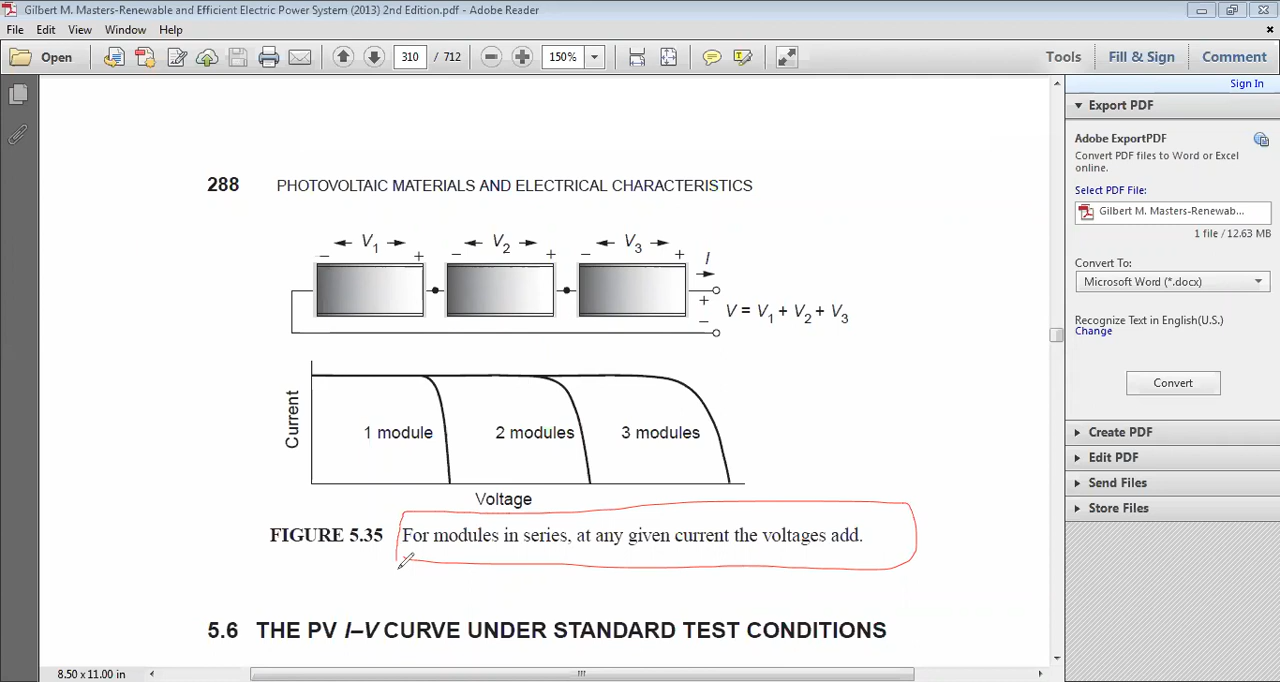 Gilbert M. Masters-Renewable and Efficient Electric Power System (2013) 2nd Edition.pdf - Adobe Reader
File Edit View Window Help
Open 310 / 712 150% Tools Fill & Sign Comment
Sign In
Export PDF
Adobe ExportPDF
Convert PDF files to Word or Excel
online.
Select PDF File:
Gilbert M. Masters-Renewab...
1 file / 12.63 MB
Convert To:
Microsoft Word (*.docx)
Recognize Text in English(U.S.)
Change
Convert
Create PDF
Edit PDF
Send Files
Store Files
288 PHOTOVOLTAIC MATERIALS AND ELECTRICAL CHARACTERISTICS
V1 V2 V3
− + − + − + I
+
− V = V1 + V2 + V3
Current
1 module 2 modules 3 modules
Voltage
FIGURE 5.35 For modules in series, at any given current the voltages add.
5.6 THE PV I–V CURVE UNDER STANDARD TEST CONDITIONS
8.50 x 11.00 in